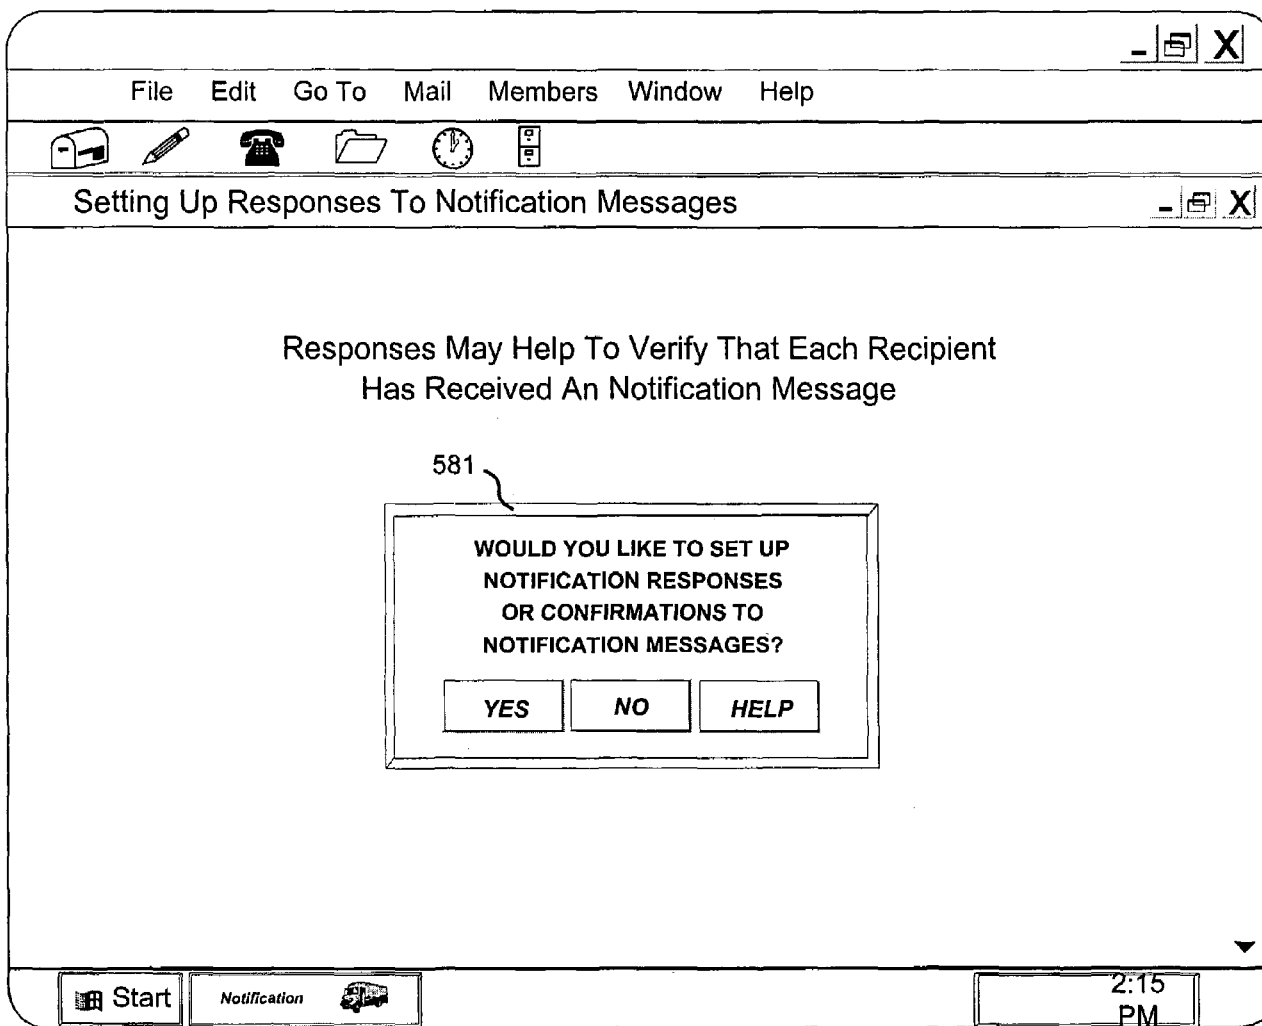 File Edit Go To Mail Members Window Help
Setting Up Responses To Notification Messages
Responses May Help To Verify That Each Recipient
Has Received An Notification Message
581
WOULD YOU LIKE TO SET UP
NOTIFICATION RESPONSES
OR CONFIRMATIONS TO
NOTIFICATION MESSAGES?
YES NO HELP
Start Notification 2:15
PM